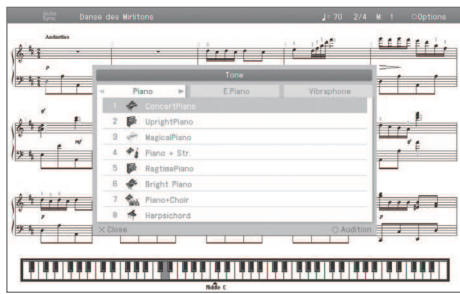 Danse des Mirlitons ♩= 70 2/4 M: 1 Options
Andantino
Tone
Piano E.Piano Vibraphone
1 ConcertPiano
2 UprightPiano
3 MagicalPiano
4 Piano + Str.
5 RagtimePiano
6 Bright Piano
7 Piano+Choir
8 Harpsichord
Close Audition
Middle C